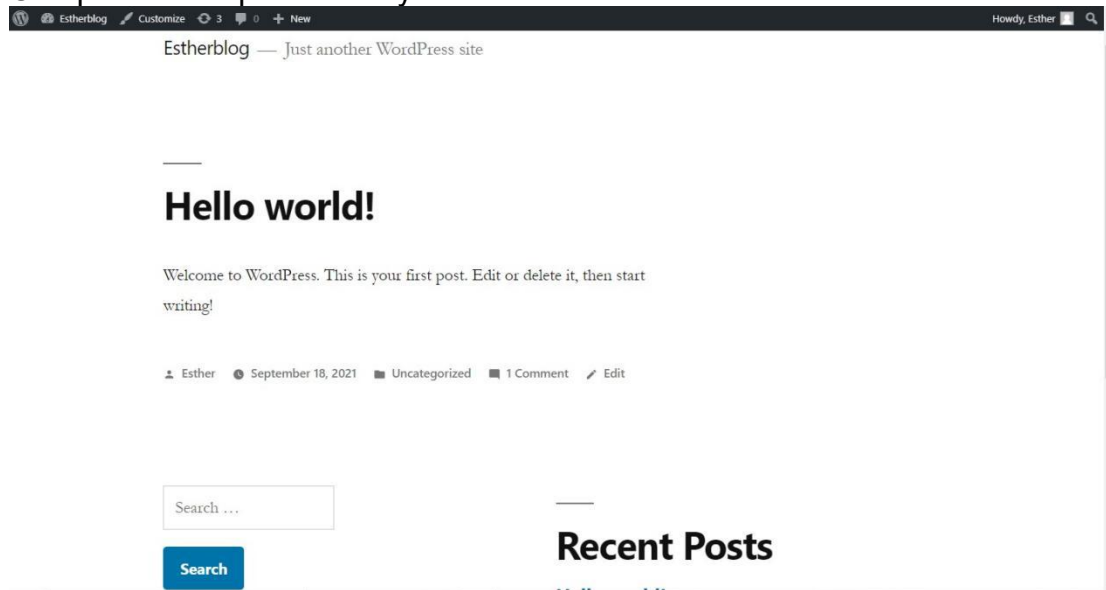 Estherblog Customize 3 0 + New Howdy, Esther
Estherblog — Just another WordPress site
Hello world!
Welcome to WordPress. This is your first post. Edit or delete it, then start
writing!
Esther September 18, 2021 Uncategorized 1 Comment Edit
Search …
Search
Recent Posts